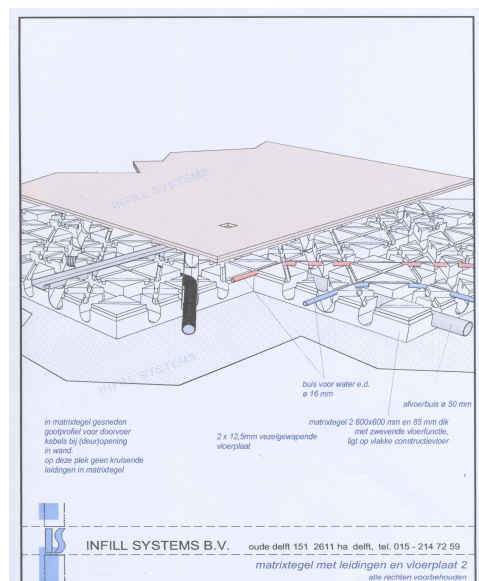 INFILL SYSTEMS
INFILL SYSTEMS
buis voor water e.d.
ø 16 mm
afvoerbuis ø 50 mm
in matrixtegel gesneden
gootprofiel voor doorvoer
kabels bij (deur)opening
in wand.
op deze plek geen kruisende
leidingen in matrixtegel
2 x 12,5mm vezelgewapende
vloerplaat
matrixtegel 2 600x600 mm en 85 mm dik
met zwevende vloerfunctie,
ligt op vlakke constructievloer
IS
INFILL SYSTEMS B.V. oude delft 151 2611 ha delft, tel. 015 - 214 72 59
matrixtegel met leidingen en vloerplaat 2
alle rechten voorbehouden